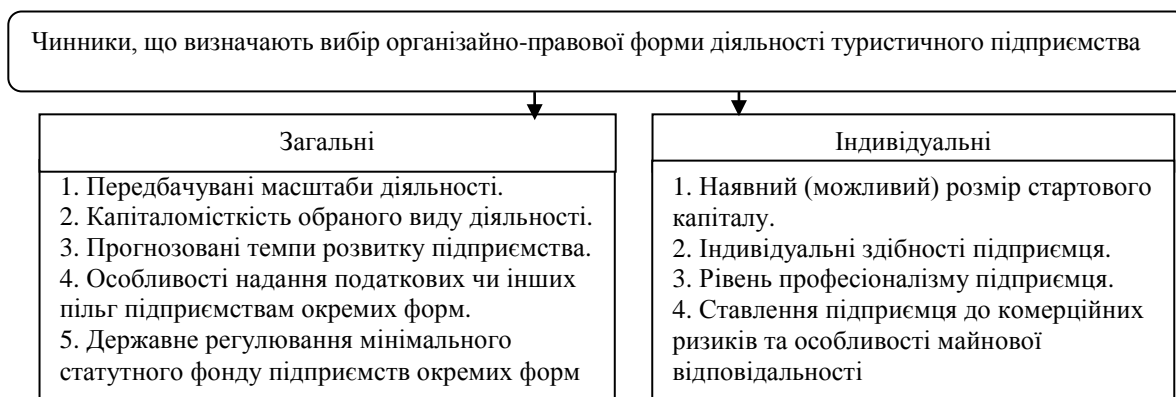 Чинники, що визначають вибір організайно-правової форми діяльності туристичного підприємства
Загальні
1. Передбачувані масштаби діяльності.
2. Капіталомісткість обраного виду діяльності.
3. Прогнозовані темпи розвитку підприємства.
4. Особливості надання податкових чи інших
пільг підприємствам окремих форм.
5. Державне регулювання мінімального
статутного фонду підприємств окремих форм
Індивідуальні
1. Наявний (можливий) розмір стартового
капіталу.
2. Індивідуальні здібності підприємця.
3. Рівень професіоналізму підприємця.
4. Ставлення підприємця до комерційних
ризиків та особливості майнової
відповідальності